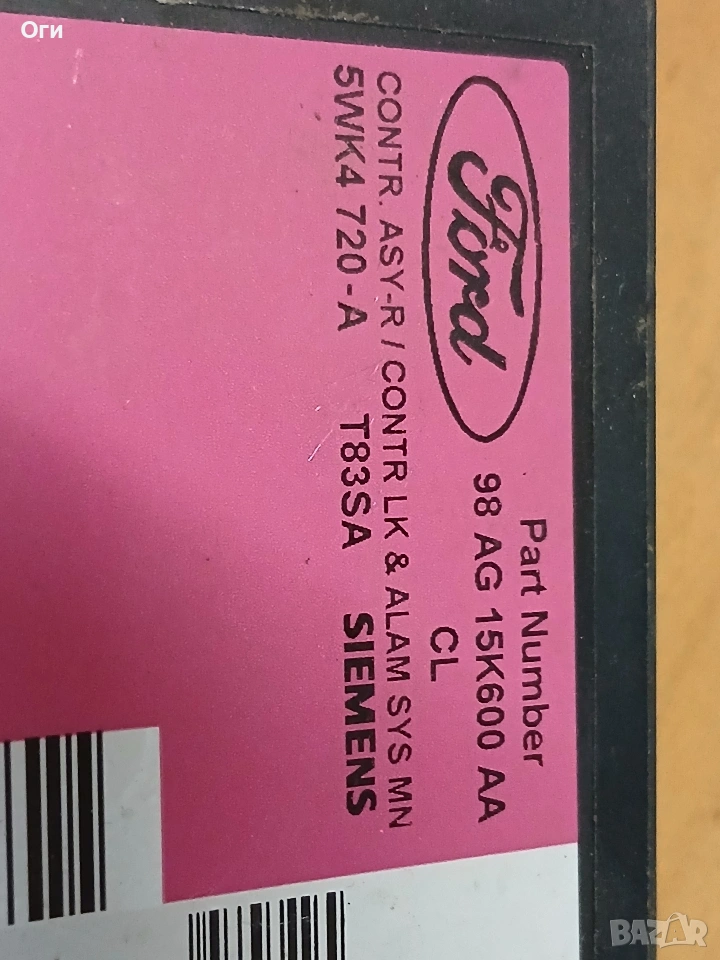 Оги
Ford
Part Number
98 AG 15K600 AA
CL
CONTR. ASY-R / CONTR LK & ALAM SYS MN
5WK4 720-A T83SA SIEMENS
BAZAR